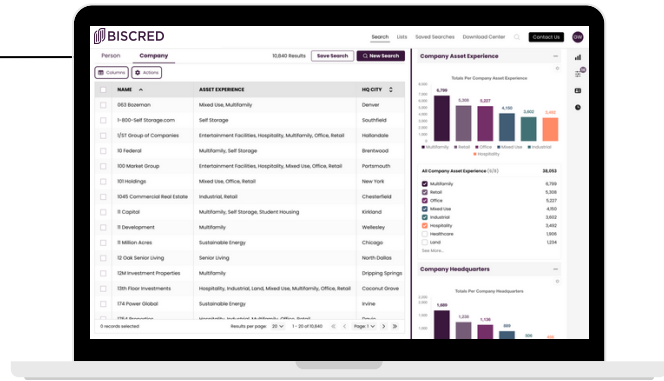 BISCRED
Search Lists Saved Searches Download Center Contact Us GW
Person Company 10,840 Results Save Search New Search
Columns Actions
NAME ASSET EXPERIENCE HQ CITY
063 Bozeman Mixed Use, Multifamily Denver
1-800-Self Storage.com Self Storage Southfield
1/ST Group of Companies Entertainment Facilities, Hospitality, Multifamily, Office, Retail Hallandale
10 Federal Multifamily, Self Storage Brentwood
100 Market Group Entertainment Facilities, Hospitality, Mixed Use, Office, Retail Portsmouth
101 Holdings Mixed Use, Office, Retail New York
1045 Commercial Real Estate Industrial, Retail Chesterfield
11 Capital Multifamily, Self Storage, Student Housing Kirkland
11 Development Multifamily Wellesley
11 Million Acres Sustainable Energy Chicago
12 Oak Senior Living Senior Living North Dallas
12M Investment Properties Multifamily Dripping Springs
13th Floor Investments Hospitality, Industrial, Land, Mixed Use, Multifamily, Office, Retail Coconut Grove
174 Power Global Sustainable Energy Irvine
0 records selected Results per page: 20 1 - 20 of 10,840 Page: 1
Company Asset Experience
Totals Per Company Asset Experience
6,799
5,308 5,227
4,150
3,602
3,402
Multifamily Retail Office Mixed Use Industrial
Hospitality
All Company Asset Experience 38,053
Multifamily 6,799
Retail 5,308
Office 5,227
Mixed Use 4,150
Industrial 3,602
Hospitality 3,402
Healthcare
Land 1,234
See More...
Company Headquarters
Totals Per Company Headquarters